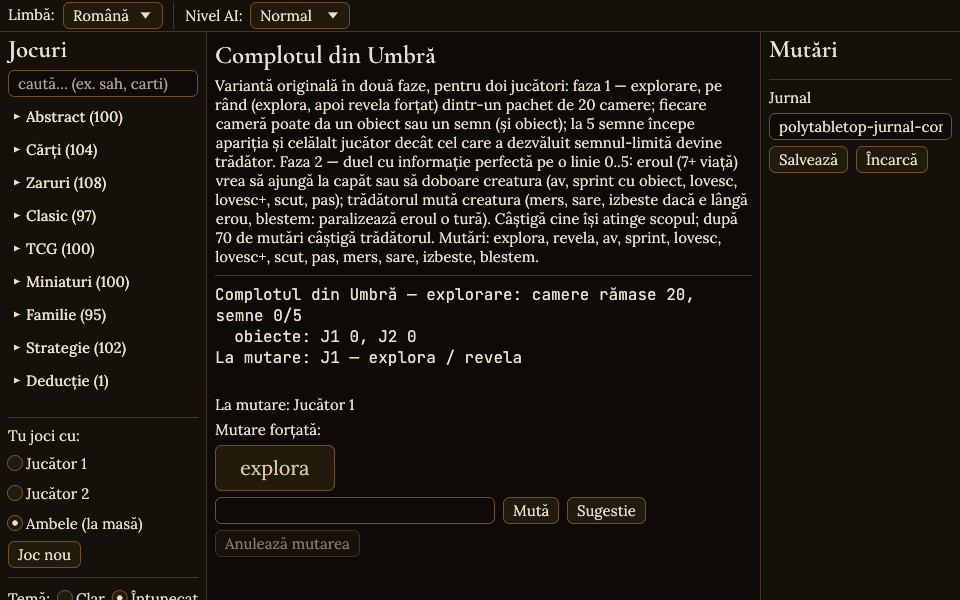 Limbă: Română ▼ Nivel AI: Normal ▼
Jocuri
caută... (ex. sah, carti)
▸ Abstract (100)
▸ Cărți (104)
▸ Zaruri (108)
▸ Clasic (97)
▸ TCG (100)
▸ Miniaturi (100)
▸ Familie (95)
▸ Strategie (102)
▸ Deducție (1)
Tu joci cu:
Jucător 1
Jucător 2
Ambele (la masă)
Joc nou
Temă: Clar Întunecat
Complotul din Umbră
Variantă originală în două faze, pentru doi jucători: faza 1 — explorare, pe
rând (explora, apoi revela forțat) dintr-un pachet de 20 camere; fiecare
cameră poate da un obiect sau un semn (și obiect); la 5 semne începe
apariția și celălalt jucător decât cel care a dezvăluit semnul-limită devine
trădător. Faza 2 — duel cu informație perfectă pe o linie 0..5: eroul (7+ viață)
vrea să ajungă la capăt sau să doboare creatura (av, sprint cu obiect, lovesc,
lovesc+, scut, pas); trădătorul mută creatura (mers, sare, izbeste dacă e lângă
erou, blestem: paralizează eroul o tură). Câștigă cine își atinge scopul; după
70 de mutări câștigă trădătorul. Mutări: explora, revela, av, sprint, lovesc,
lovesc+, scut, pas, mers, sare, izbeste, blestem.
Complotul din Umbră — explorare: camere rămase 20,
semne 0/5
obiecte: J1 0, J2 0
La mutare: J1 — explora / revela
La mutare: Jucător 1
Mutare forțată:
explora
Mută Sugestie
Anulează mutarea
Mutări
Jurnal
polytabletop-jurnal-cor
Salvează Încarcă